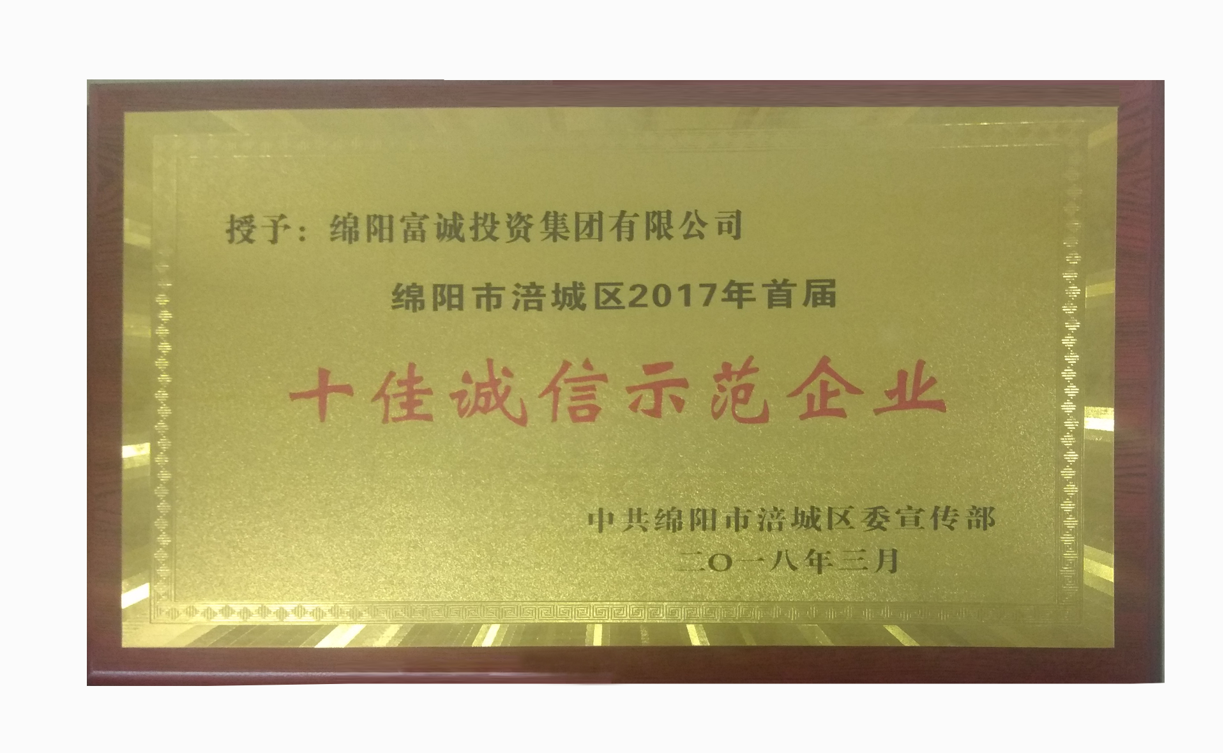 授予：绵阳富诚投资集团有限公司
绵阳市涪城区2017年首届
十佳诚信示范企业
中共绵阳市涪城区委宣传部
二〇一八年三月